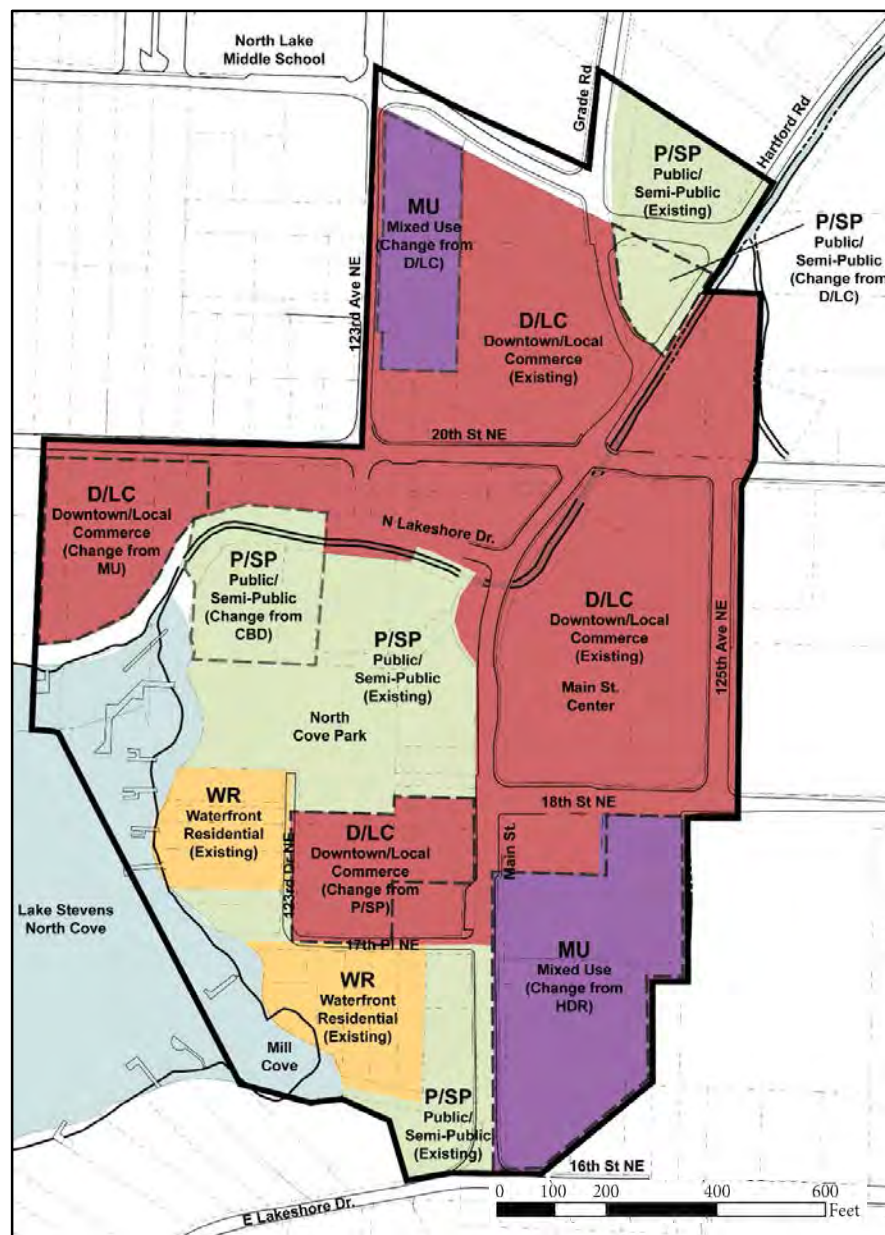 North Lake
Middle School
Grade Rd
Hartford Rd
P/SP
Public/
Semi-Public
(Existing)
MU
Mixed Use
(Change from
D/LC)
P/SP
Public/
Semi-Public
(Change from
D/LC)
123rd Ave NE
D/LC
Downtown/Local
Commerce
(Existing)
20th St NE
D/LC
Downtown/Local
Commerce
(Change from
MU)
N Lakeshore Dr.
P/SP
Public/
Semi-Public
(Change from
CBD)
D/LC
Downtown/Local
Commerce
(Existing)
125th Ave NE
P/SP
Public/
Semi-Public
(Existing)
Main St.
Center
North
Cove Park
WR
Waterfront
Residential
(Existing)
18th St NE
123rd Dr NE
D/LC
Downtown/Local
Commerce
(Change from
P/SP)
Main St.
Lake Stevens
North Cove
17th Pl NE
MU
Mixed Use
(Change from
HDR)
WR
Waterfront
Residential
(Existing)
Mill
Cove
P/SP
Public/
Semi-Public
(Existing)
16th St NE
E Lakeshore Dr.
0 100 200 400 600
Feet